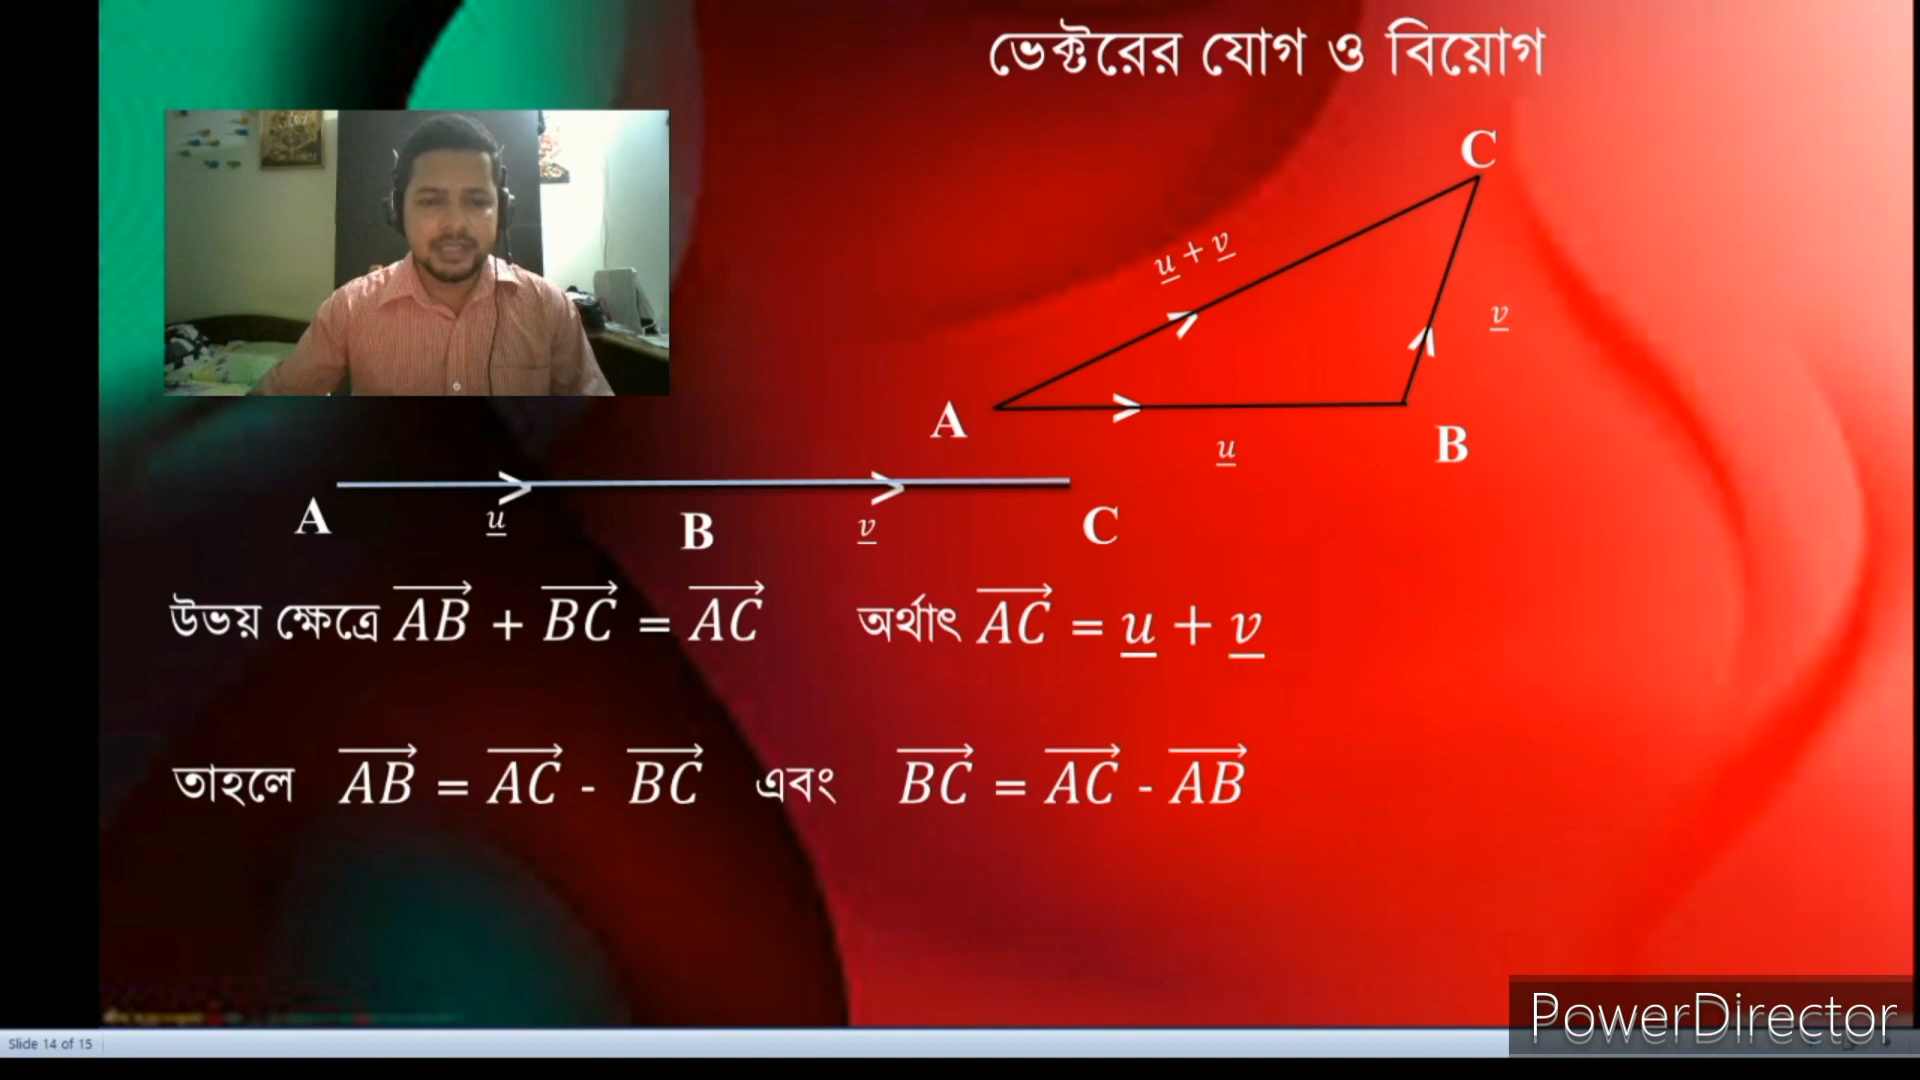 ভেক্টরের যোগ ও বিয়োগ
C
u + v
v
A
B
u
A
u
B
v
C
উভয় ক্ষেত্রে AB + BC = AC অর্থাৎ AC = u + v
তাহলে AB = AC - BC এবং BC = AC - AB
Slide 14 of 15
PowerDirector